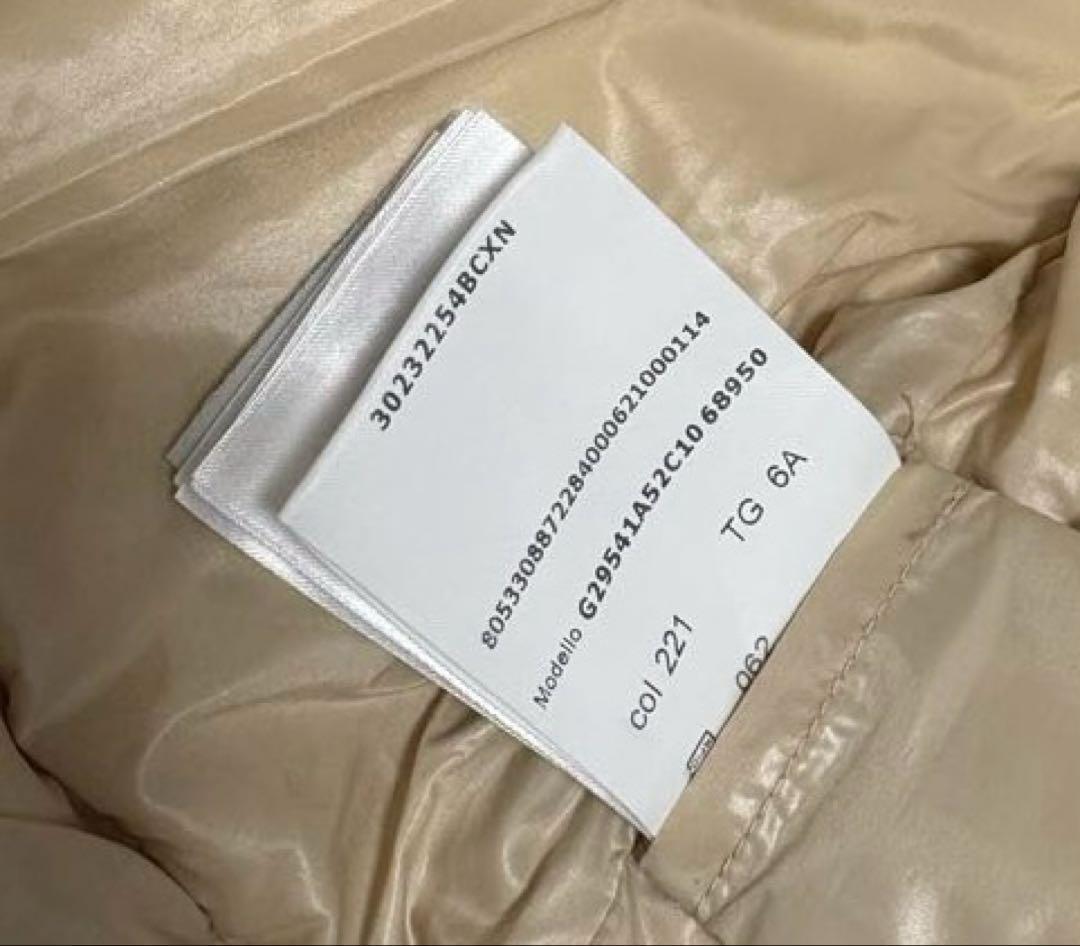 30232254BCXN
8053308872284000621000114
Modello G29541A52C10 68950
col 221 TG 6A
062